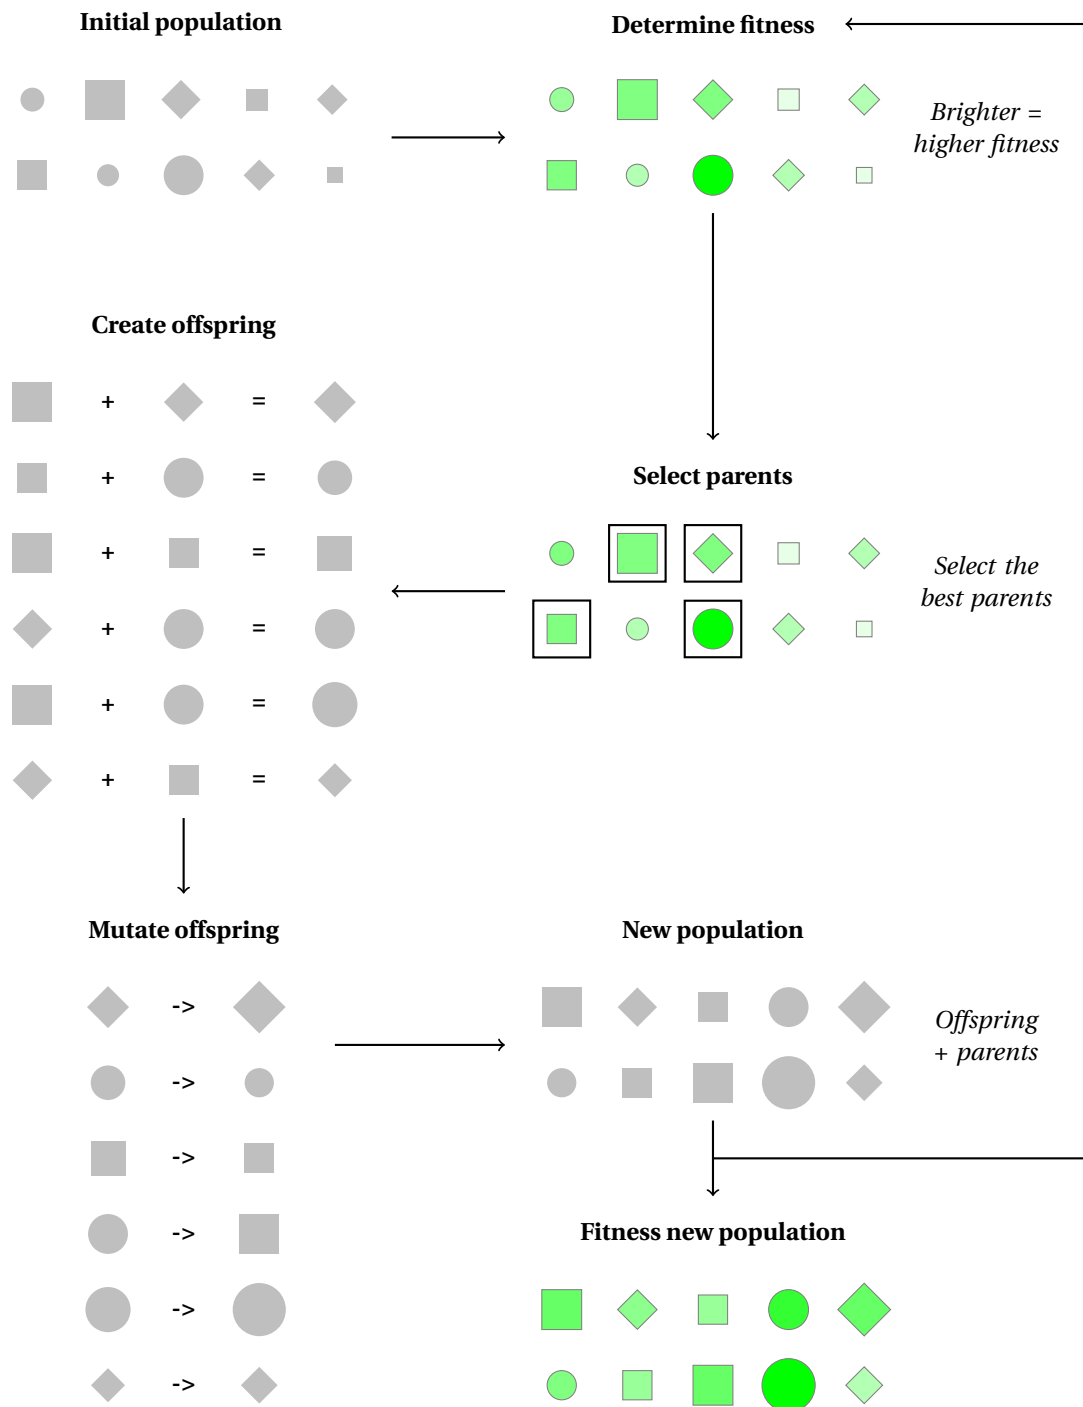 Initial population
Determine fitness
Brighter =
higher fitness
Create offspring
+ =
+ =
+ =
+ =
+ =
+ =
Select parents
Select the
best parents
Mutate offspring
->
->
->
->
->
->
New population
Offspring
+ parents
Fitness new population